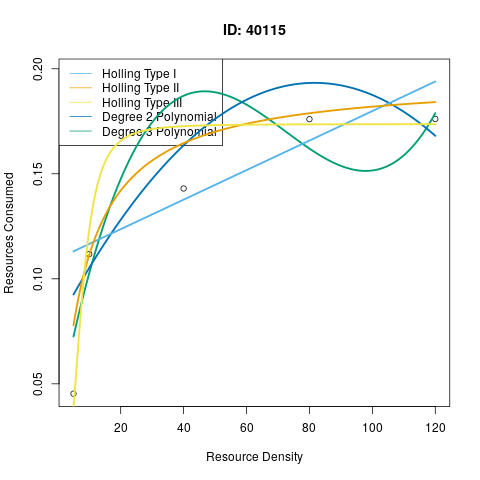 ID: 40115
Holling Type I
Holling Type II
Holling Type III
Degree 2 Polynomial
Degree 3 Polynomial
0.20
0.15
0.10
0.05
Resources Consumed
20
40
60
80
100
120
Resource Density